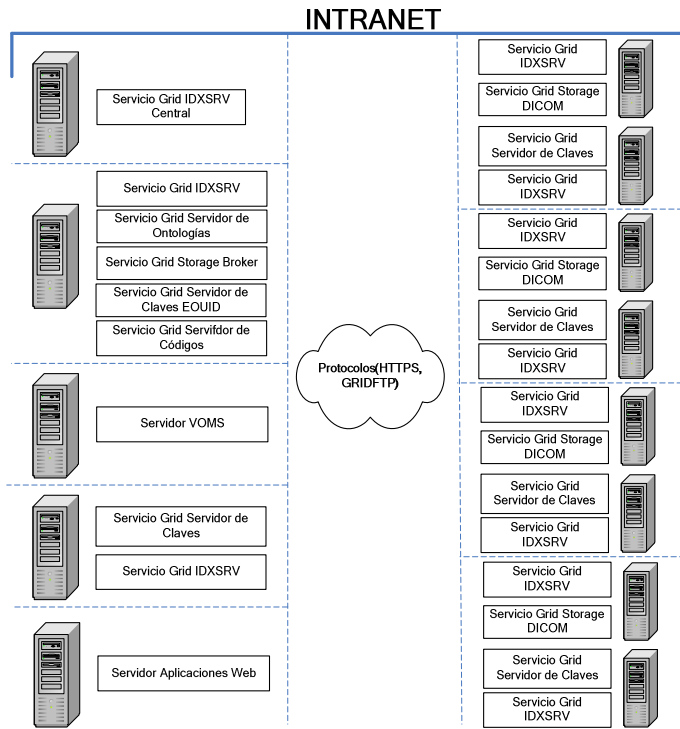 INTRANET
Servicio Grid IDXSRV
Central
Servicio Grid IDXSRV
Servicio Grid Servidor de
Ontologías
Servicio Grid Storage Broker
Servicio Grid Servidor de
Claves EOUID
Servicio Grid Servifdor de
Códigos
Servidor VOMS
Servicio Grid Servidor de
Claves
Servicio Grid IDXSRV
Servidor Aplicaciones Web
Protocolos(HTTPS,
GRIDFTP)
Servicio Grid
IDXSRV
Servicio Grid Storage
DICOM
Servicio Grid
Servidor de Claves
Servicio Grid
IDXSRV
Servicio Grid
IDXSRV
Servicio Grid Storage
DICOM
Servicio Grid
Servidor de Claves
Servicio Grid
IDXSRV
Servicio Grid
IDXSRV
Servicio Grid Storage
DICOM
Servicio Grid
Servidor de Claves
Servicio Grid
IDXSRV
Servicio Grid
IDXSRV
Servicio Grid Storage
DICOM
Servicio Grid
Servidor de Claves
Servicio Grid
IDXSRV